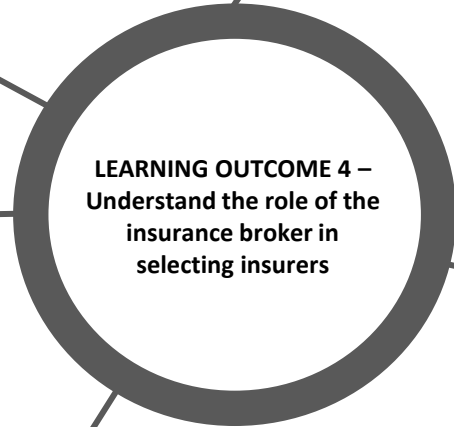 LEARNING OUTCOME 4 –
Understand the role of the
insurance broker in
selecting insurers